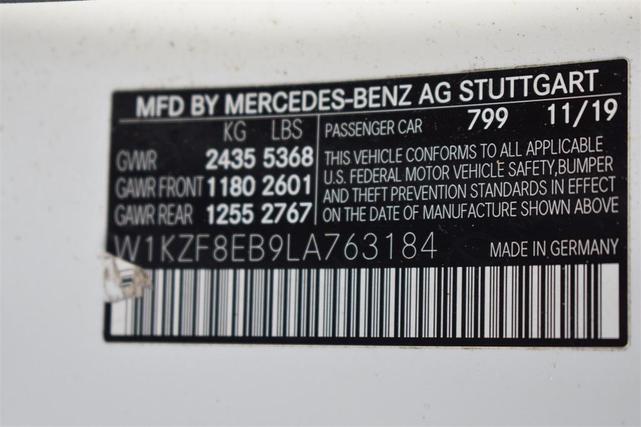 MFD BY MERCEDES-BENZ AG STUTTGART
KG LBS
GVWR 2435 5368
GAWR FRONT 1180 2601
GAWR REAR 1255 2767
PASSENGER CAR 799 11/19
THIS VEHICLE CONFORMS TO ALL APPLICABLE
U.S. FEDERAL MOTOR VEHICLE SAFETY,BUMPER
AND THEFT PREVENTION STANDARDS IN EFFECT
ON THE DATE OF MANUFACTURE SHOWN ABOVE
W1KZF8EB9LA763184 MADE IN GERMANY